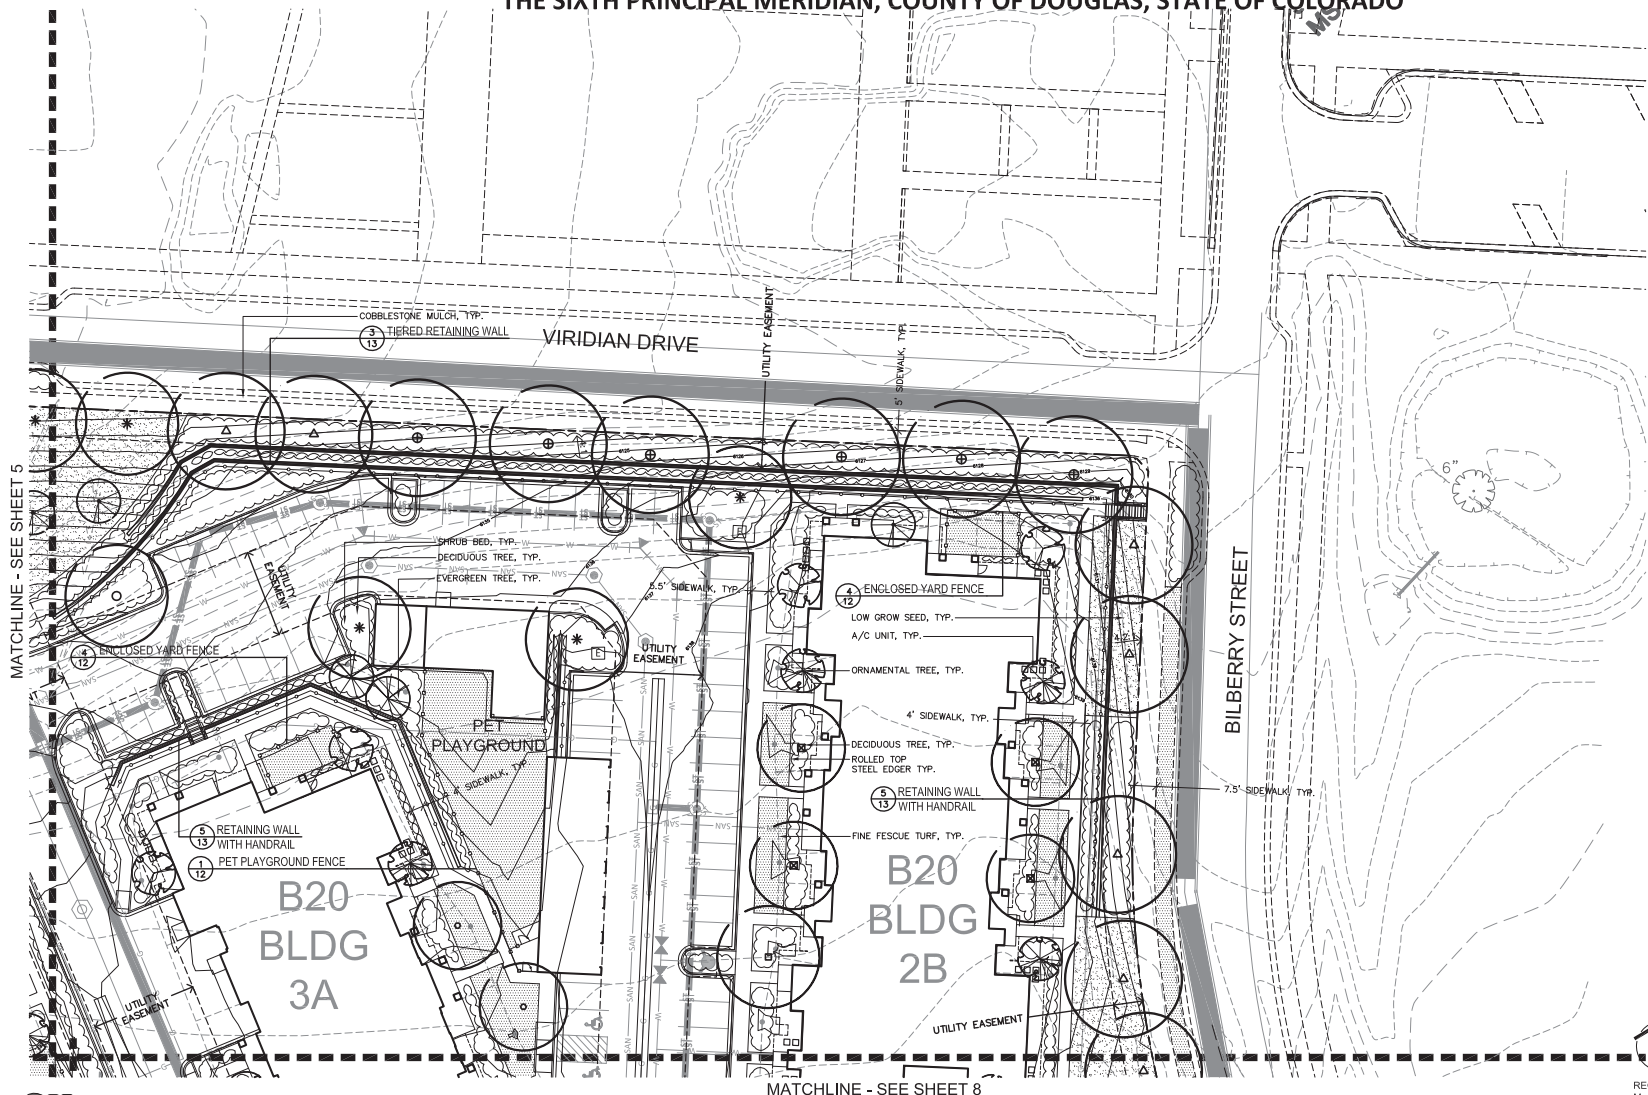 THE SIXTH PRINCIPAL MERIDIAN, COUNTY OF DOUGLAS, STATE OF COLORADO
MATCHLINE - SEE SHEET 5
COBBLESTONE MULCH, TYP.
3
13
TIERED RETAINING WALL
VIRIDIAN DRIVE
UTILITY EASEMENT
5' SIDEWALK, TYP.
6"
SHRUB BED, TYP.
DECIDUOUS TREE, TYP.
EVERGREEN TREE, TYP.
UTILITY
EASEMENT
5.5' SIDEWALK, TYP.
4
12
ENCLOSED YARD FENCE
LOW GROW SEED, TYP.
A/C UNIT, TYP.
4
12
ENCLOSED YARD FENCE
UTILITY
EASEMENT
ORNAMENTAL TREE, TYP.
BILBERRY STREET
4' SIDEWALK, TYP.
PET
PLAYGROUND
DECIDUOUS TREE, TYP.
ROLLED TOP
STEEL EDGER TYP.
4' SIDEWALK, TYP
5
13
RETAINING WALL
WITH HANDRAIL
7.5' SIDEWALK, TYP.
5
13
RETAINING WALL
WITH HANDRAIL
FINE FESCUE TURF, TYP.
1
12
PET PLAYGROUND FENCE
B20
BLDG
3A
B20
BLDG
2B
UTILITY
EASEMENT
UTILITY EASEMENT
MATCHLINE - SEE SHEET 8